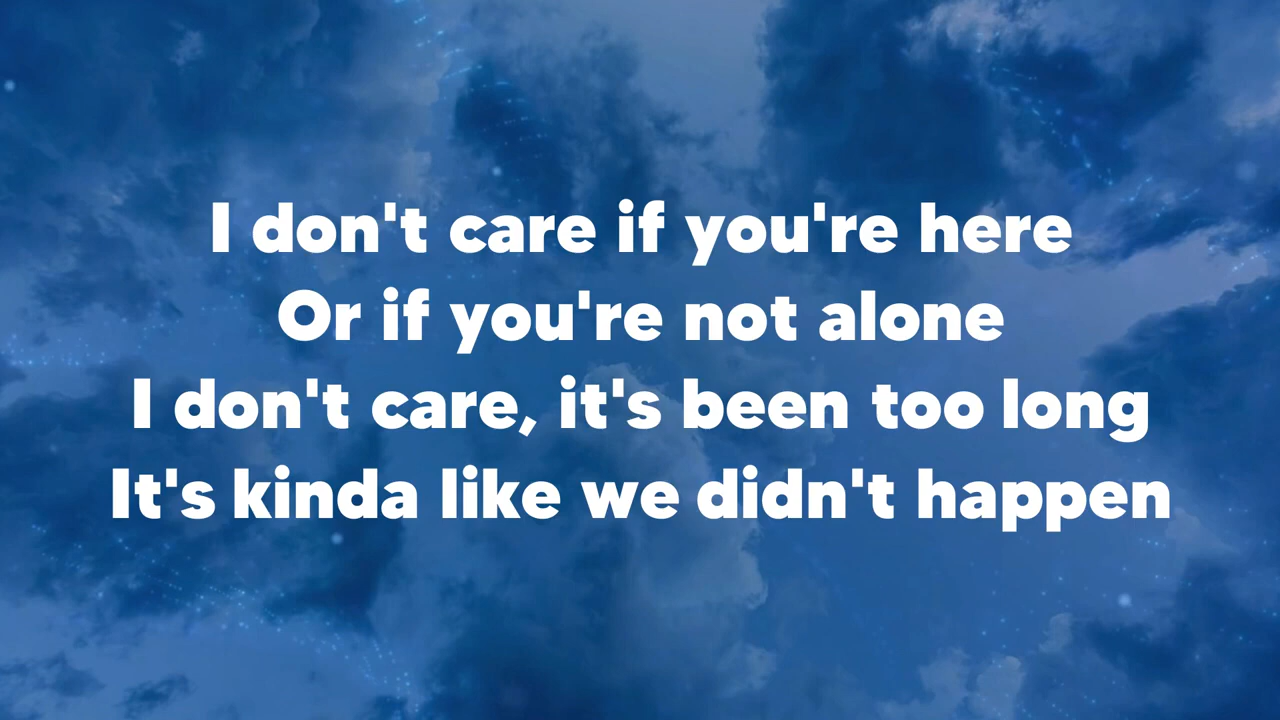 I don't care if you're here
Or if you're not alone
I don't care, it's been too long
It's kinda like we didn't happen